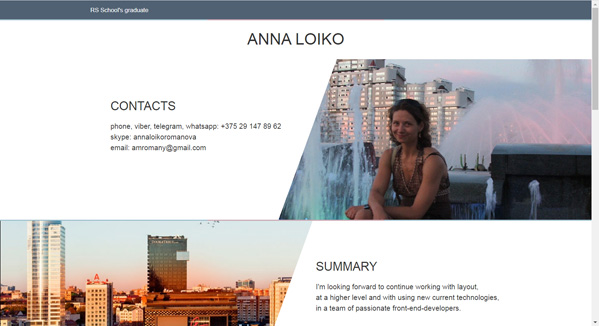 RS School's graduate
ANNA LOIKO
CONTACTS
phone, viber, telegram, whatsapp: +375 29 147 89 62
skype: annaloikoromanova
email: amromany@gmail.com
SUMMARY
I'm looking forward to continue working with layout,
at a higher level and with using new current technologies,
in a team of passionate front-end-developers.